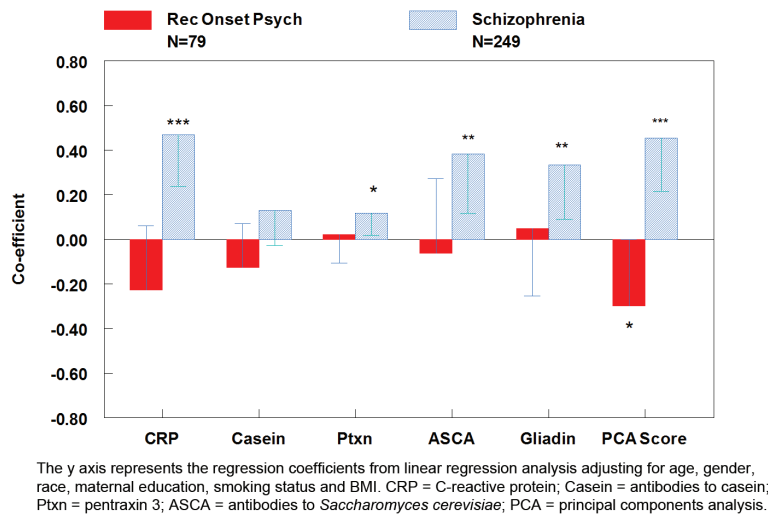 Rec Onset Psych
N=79
Schizophrenia
N=249
0.80
0.60
0.40
0.20
0.00
-0.20
-0.40
-0.60
-0.80
Co-efficient
***
*
**
**
***
*
CRP Casein Ptxn ASCA Gliadin PCA Score
The y axis represents the regression coefficients from linear regression analysis adjusting for age, gender,
race, maternal education, smoking status and BMI. CRP = C-reactive protein; Casein = antibodies to casein;
Ptxn = pentraxin 3; ASCA = antibodies to Saccharomyces cerevisiae; PCA = principal components analysis.